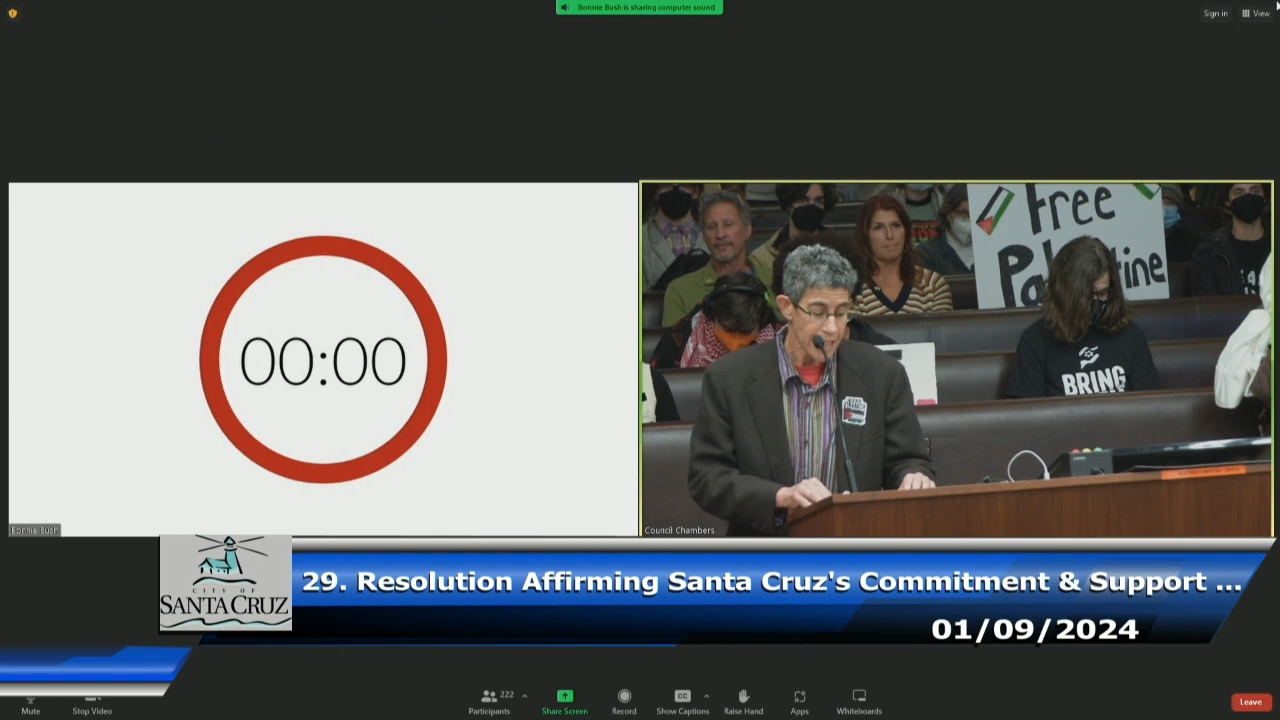 Bonnie Bush is sharing computer sound
Sign in
View
00:00
Free
Palestine
BRING
Bonnie Bush
Council Chambers
CITY OF
SANTA CRUZ
29. Resolution Affirming Santa Cruz's Commitment & Support ...
01/09/2024
Mute
Stop Video
222
Participants
Share Screen
CC
Record
Show Captions
Raise Hand
Apps
Whiteboards
Leave